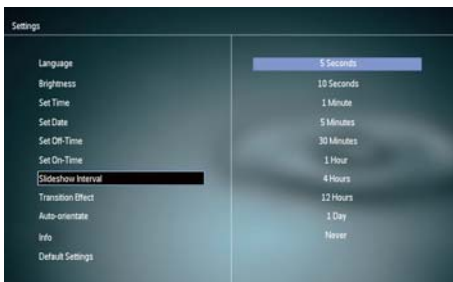 Settings
Language
Brightness
Set Time
Set Date
Set Off-Time
Set On-Time
Slideshow Interval
Transition Effect
Auto-orientate
Info
Default Settings
5 Seconds
10 Seconds
1 Minute
5 Minutes
30 Minutes
1 Hour
4 Hours
12 Hours
1 Day
Never